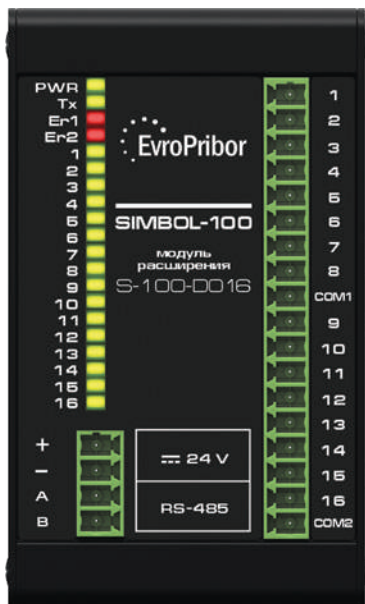 PWR
Tx
Er1
Er2
1
2
3
4
5
6
7
8
9
10
11
12
13
14
15
16
EvroPribor
SIMBOL-100
модуль
расширения
S-100-DO16
1
2
3
4
5
6
7
8
COM1
9
10
11
12
13
14
15
16
COM2
+
−
A
B
24 V
RS-485